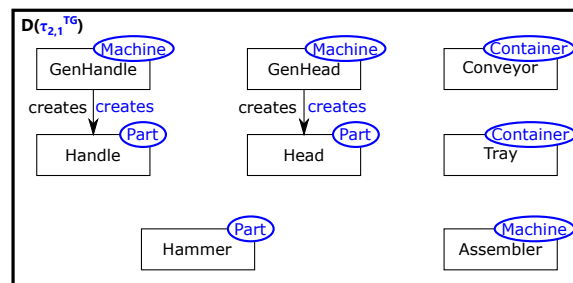 D(τ2,1TG)
Machine Machine Container
GenHandle GenHead Conveyor
creates creates creates creates
Part Part Container
Handle Head Tray
Part Machine
Hammer Assembler